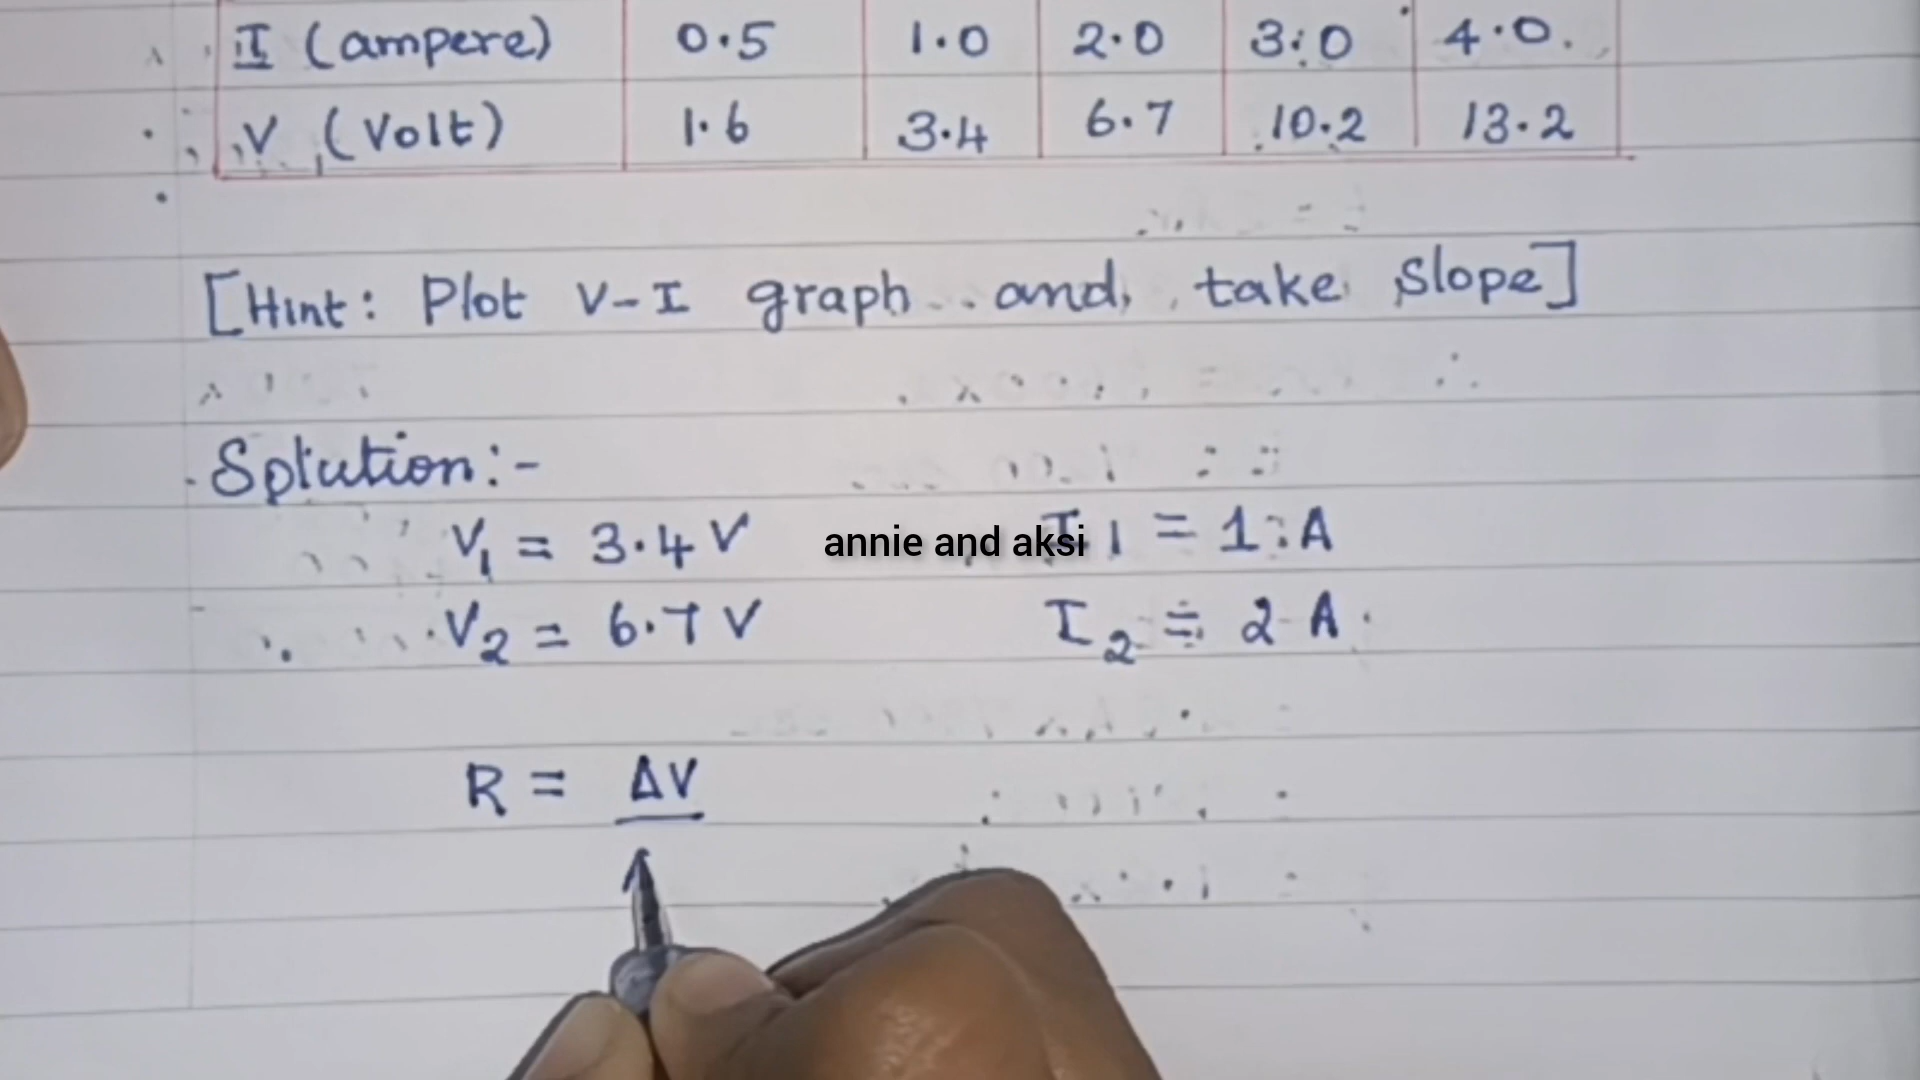 I (ampere) 0.5 1.0 2.0 3.0 4.0
V (Volt) 1.6 3.4 6.7 10.2 13.2
[Hint: Plot V-I graph and take slope]
Solution:-
V1 = 3.4 V I1 = 1 A
annie and aksi
V2 = 6.7 V I2 = 2 A
R = ΔV